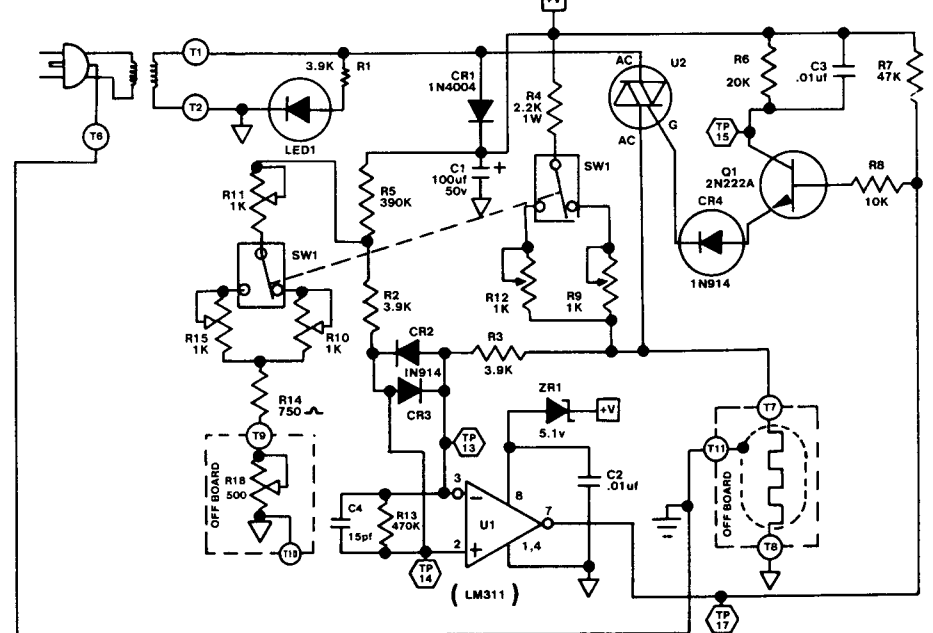 T1
3.9K
R1
T2
LED1
T6
CR1
1N4004
R4
2.2K
1W
AC
U2
AC
G
R6
20K
C3
.01uf
R7
47K
TP
15
Q1
2N222A
R8
10K
CR4
1N914
R11
1K
R5
390K
C1
100uf
50v
+
SW1
SW1
R15
1K
R10
1K
R2
3.9K
R12
1K
R9
1K
CR2
1N914
CR3
R3
3.9K
R14
750
ZR1
+V
5.1v
T7
T9
TP
13
T11
OFF BOARD
R18
500
T10
C4
15pf
R13
470K
3
−
8
U1
7
2
+
1,4
C2
.01uf
OFF BOARD
T8
TP
14
( LM311 )
TP
17